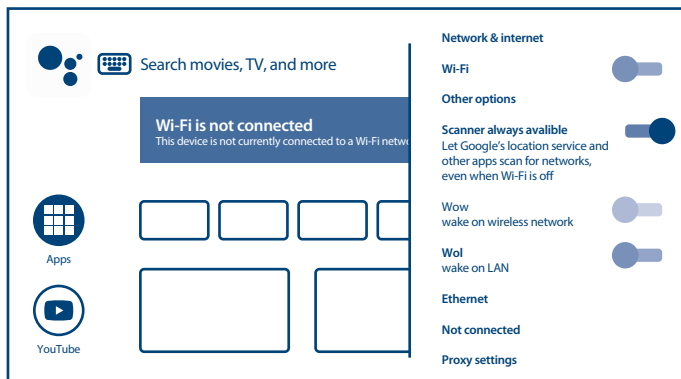 Search movies, TV, and more
Wi-Fi is not connected
This device is not currently connected to a Wi-Fi netwo
Apps
YouTube
Network & internet
Wi-Fi
Other options
Scanner always avalible
Let Google's location service and
other apps scan for networks,
even when Wi-Fi is off
Wow
wake on wireless network
Wol
wake on LAN
Ethernet
Not connected
Proxy settings